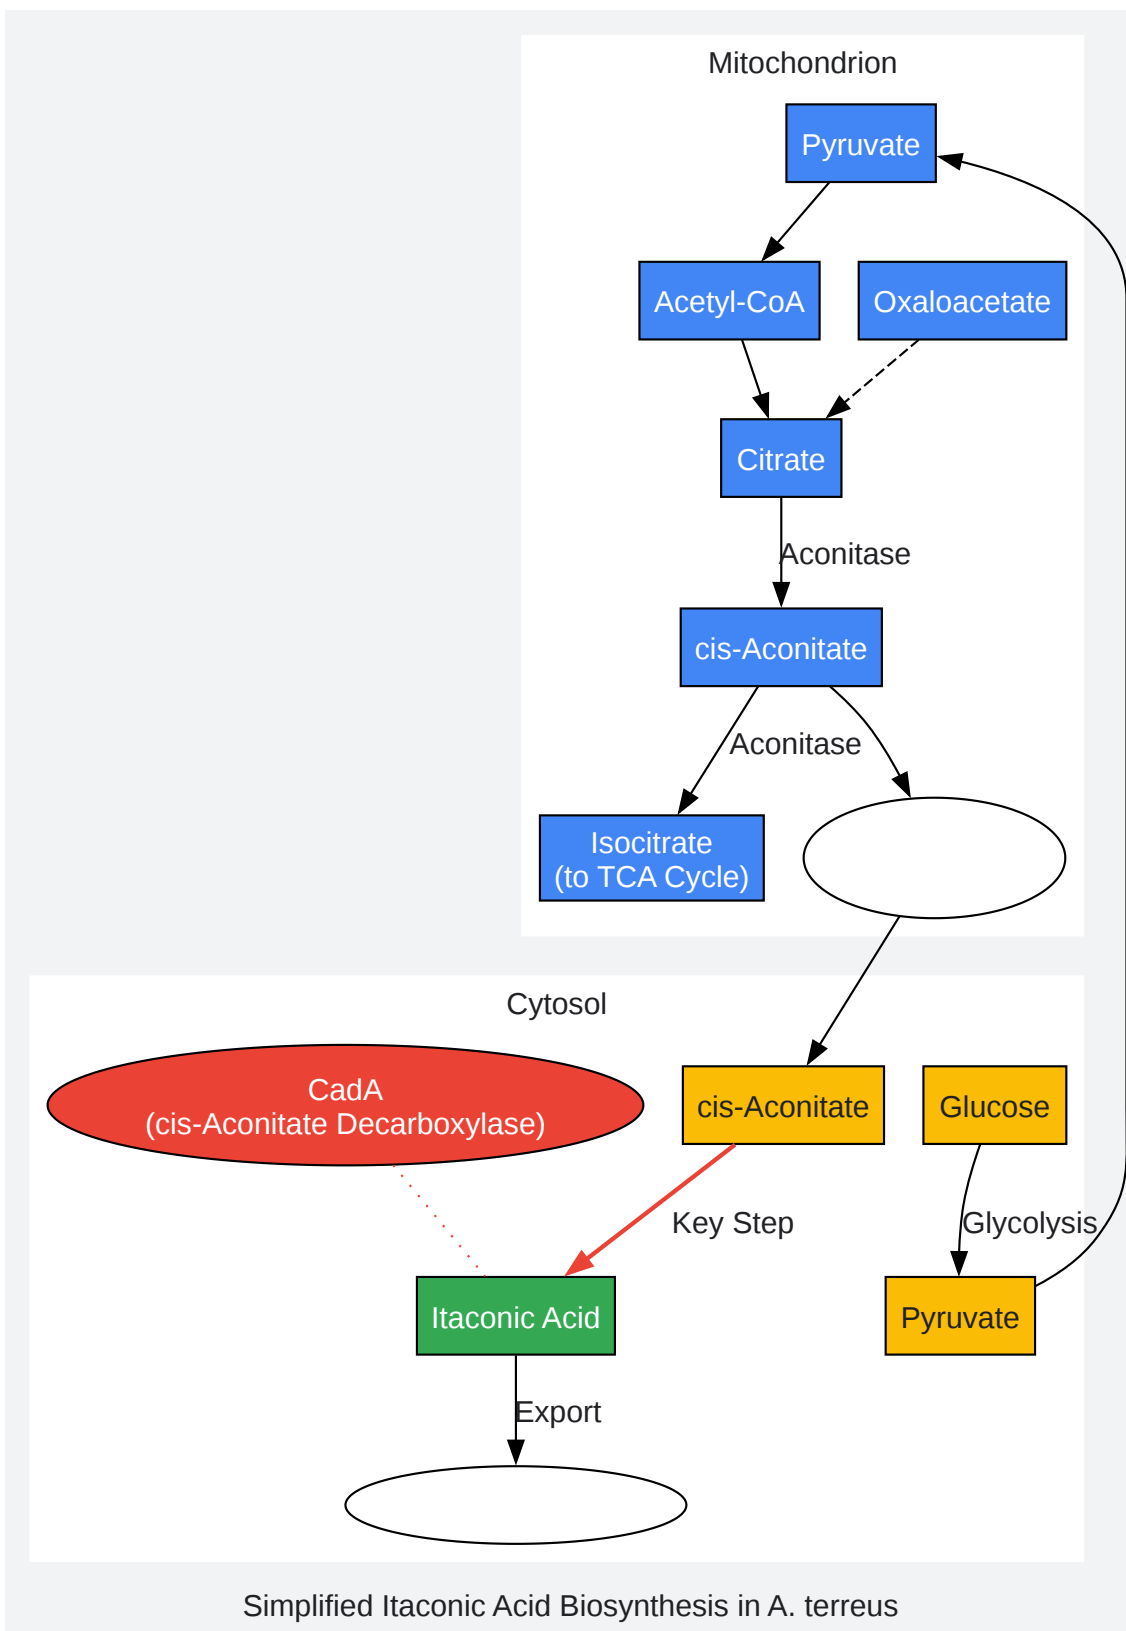 Mitochondrion
Pyruvate
Acetyl-CoA
Oxaloacetate
Citrate
Aconitase
cis-Aconitate
Aconitase
Isocitrate
(to TCA Cycle)
Cytosol
CadA
(cis-Aconitate Decarboxylase)
cis-Aconitate
Glucose
Key Step
Glycolysis
Itaconic Acid
Pyruvate
Export
Simplified Itaconic Acid Biosynthesis in A. terreus